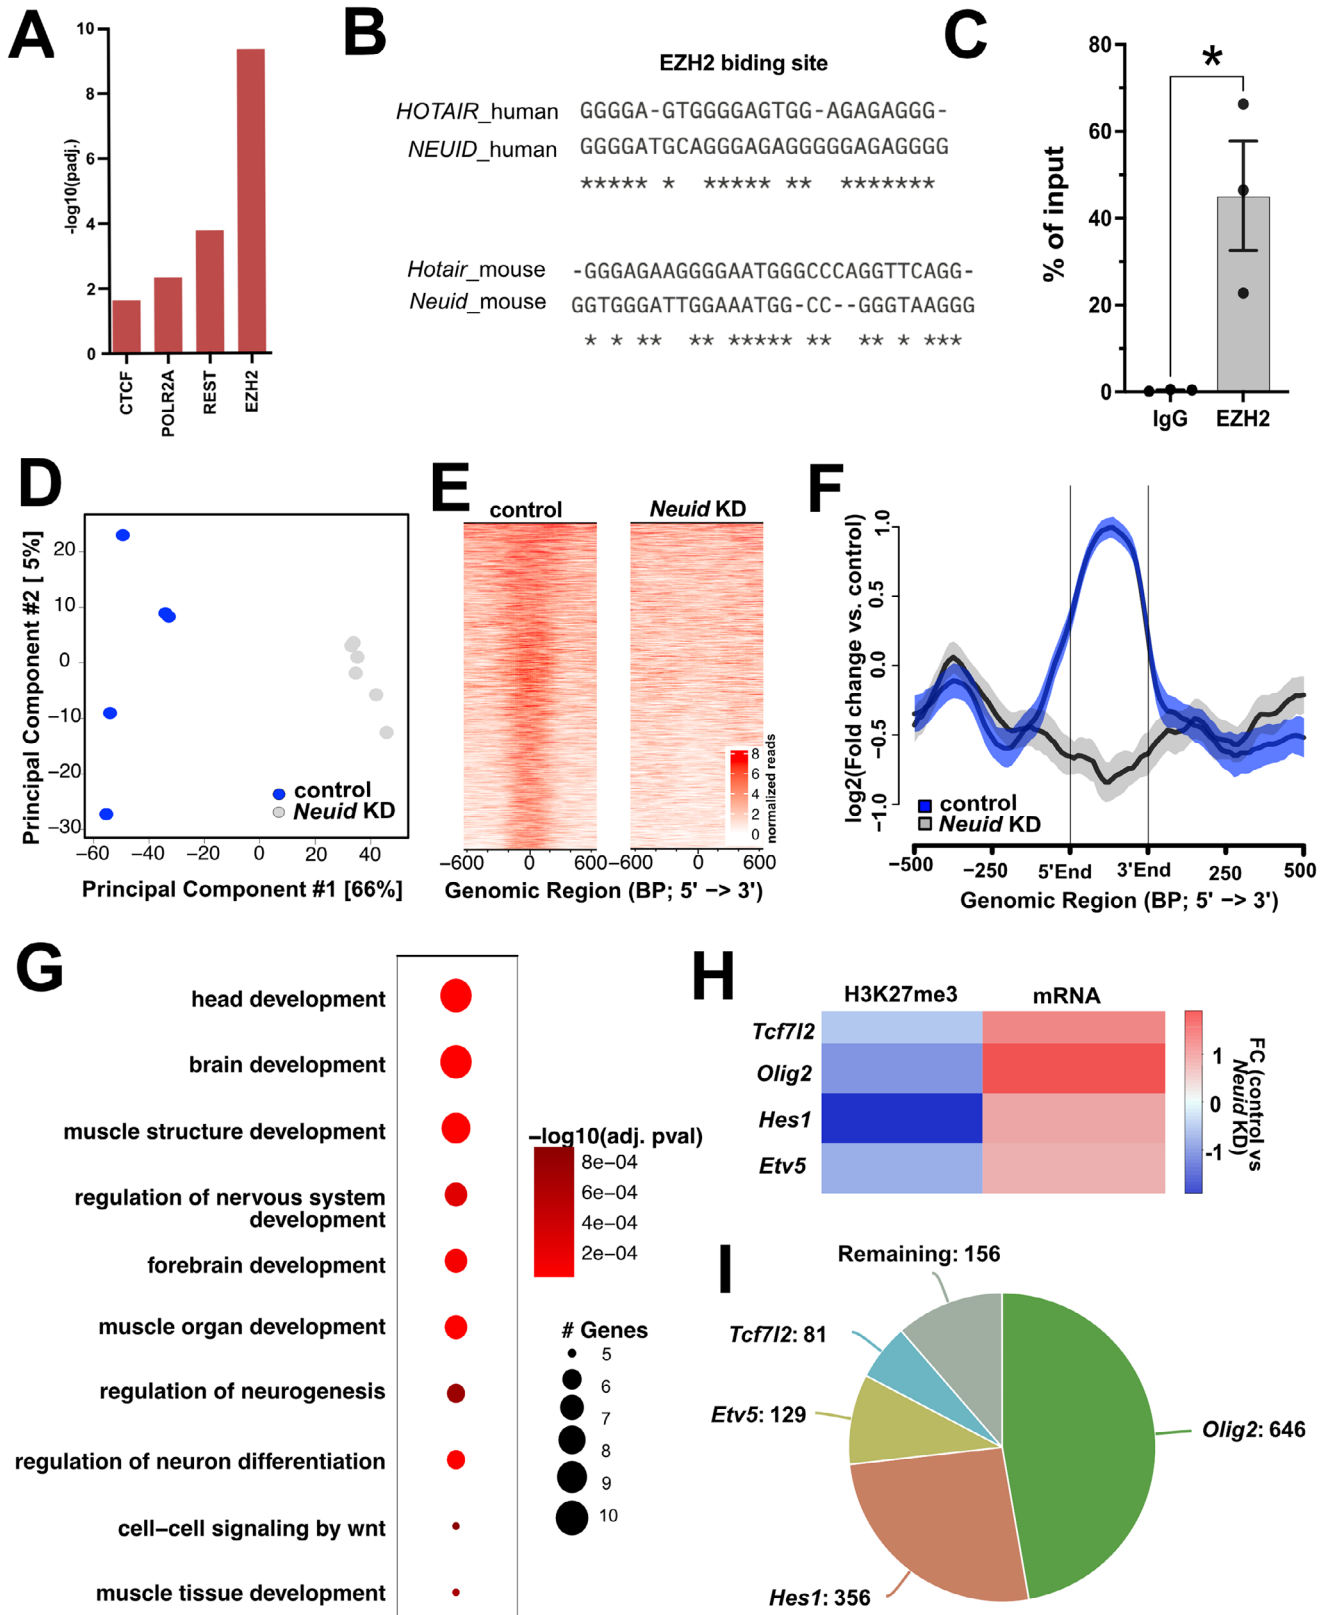 A
10
8
6
4
2
0
-log10(padj.)
CTCF
POLR2A
REST
EZH2
B
EZH2 biding site
HOTAIR_human GGGGA-GTGGGGAGTGG-AGAGAGGG-
NEUID_human GGGGATGCAGGGAGAGGGGGAGAGGGG
***** * ***** ** *******
Hotair_mouse -GGGAGAAGGGGAATGGGCCCAGGTTCAGG-
Neuid_mouse GGTGGGATTGGAAATGG-CC--GGGTAAGGG
* * ** ** ***** ** ** * ***
C
80
60
40
20
0
% of input
*
IgG EZH2
D
Principal Component #2 [ 5%]
20
10
0
−10
−20
−30
control
Neuid KD
−60 −40 −20 0 20 40
Principal Component #1 [66%]
E
control Neuid KD
8
6
4
2
0
normalized reads
−600 0 600 −600 0 600
Genomic Region (BP; 5' −> 3')
F
log2(Fold change vs. control)
1.0
0.5
0.0
−0.5
−1.0
control
Neuid KD
−500 −250 5'End 3'End 250 500
Genomic Region (BP; 5' −> 3')
G
head development
brain development
muscle structure development
regulation of nervous system
development
forebrain development
muscle organ development
regulation of neurogenesis
regulation of neuron differentiation
cell−cell signaling by wnt
muscle tissue development
−log10(adj. pval)
8e−04
6e−04
4e−04
2e−04
# Genes
5
6
7
8
9
10
H
H3K27me3 mRNA
Tcf7l2
Olig2
Hes1
Etv5
1
0
-1
FC (control vs
Neuid KD)
I
Remaining: 156
Tcf7l2: 81
Etv5: 129
Olig2: 646
Hes1: 356